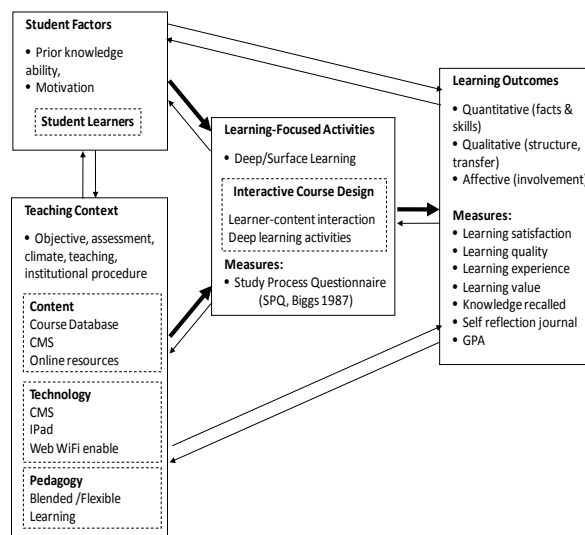 Student Factors
• Prior knowledge
ability,
• Motivation
Student Learners
Teaching Context
• Objective, assessment,
climate, teaching,
institutional procedure
Content
Course Database
CMS
Online resources
Technology
CMS
IPad
Web WiFi enable
Pedagogy
Blended /Flexible
Learning
Learning-Focused Activities
• Deep/Surface Learning
Interactive Course Design
Learner-content interaction
Deep learning activities
Measures:
• Study Process Questionnaire
(SPQ, Biggs 1987)
Learning Outcomes
• Quantitative (facts &
skills)
• Qualitative (structure,
transfer)
• Affective (involvement)
Measures:
• Learning satisfaction
• Learning quality
• Learning experience
• Learning value
• Knowledge recalled
• Self reflection journal
• GPA